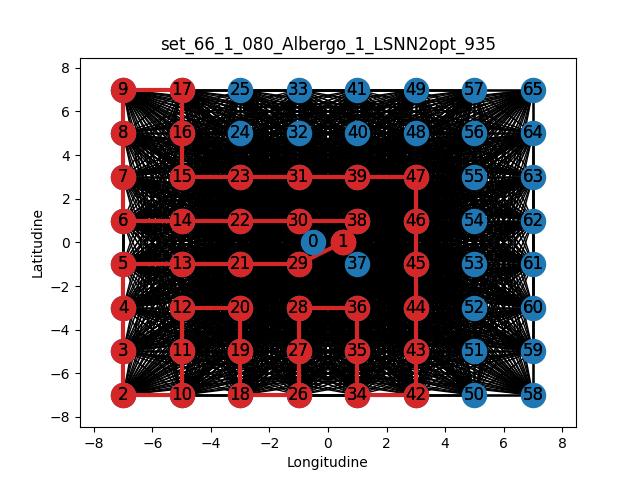 set_66_1_080_Albergo_1_LSNN2opt_935
8
9 17 25 33 41 49 57 65
6
8 16 24 32 40 48 56 64
4
7 15 23 31 39 47 55 63
2
6 14 22 30 38 46 54 62
Latitudine
0
0 1
5 13 21 29 37 45 53 61
−2
4 12 20 28 36 44 52 60
−4
3 11 19 27 35 43 51 59
−6
2 10 18 26 34 42 50 58
−8
−8 −6 −4 −2 0 2 4 6 8
Longitudine